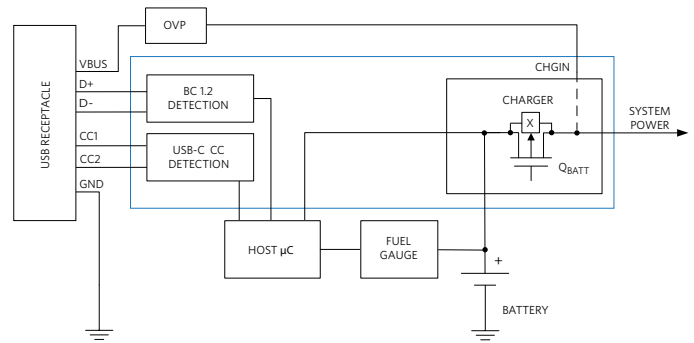 OVP
VBUS
CHGIN
D+
BC 1.2
DETECTION
D-
CHARGER
X
SYSTEM
POWER
USB RECEPTACLE
CC1
USB-C CC
DETECTION
CC2
QBATT
GND
HOST µC
FUEL
GAUGE
+
BATTERY